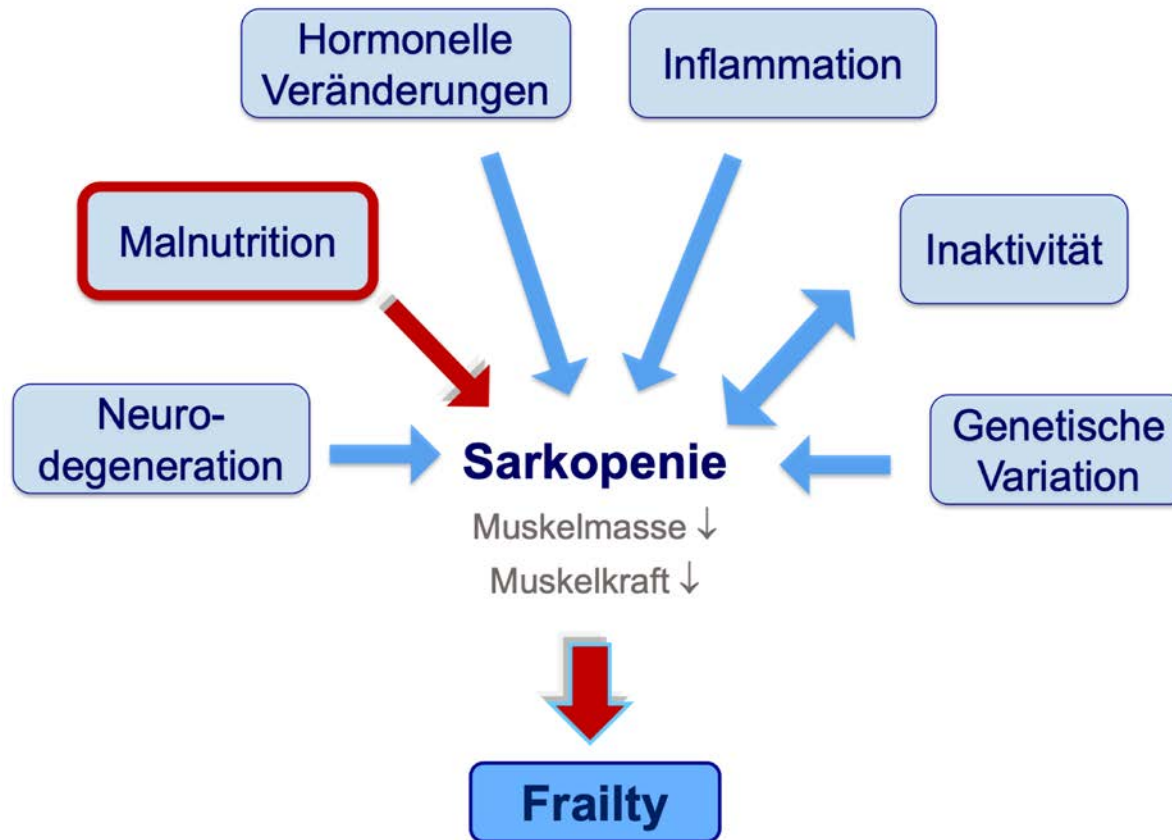 Hormonelle
Veränderungen
Inflammation
Malnutrition
Inaktivität
Neuro-
degeneration
Sarkopenie
Genetische
Variation
Muskelmasse ↓
Muskelkraft ↓
Frailty